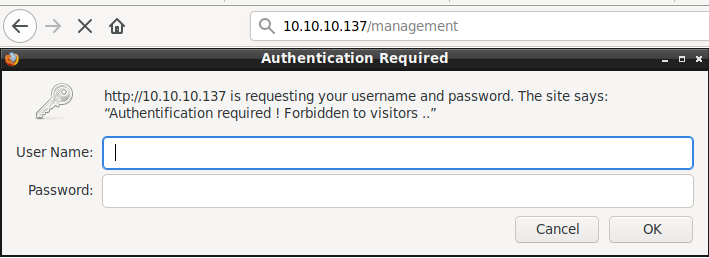 10.10.10.137/management
Authentication Required
http://10.10.10.137 is requesting your username and password. The site says:
“Authentification required ! Forbidden to visitors ..”
User Name:
Password:
Cancel OK